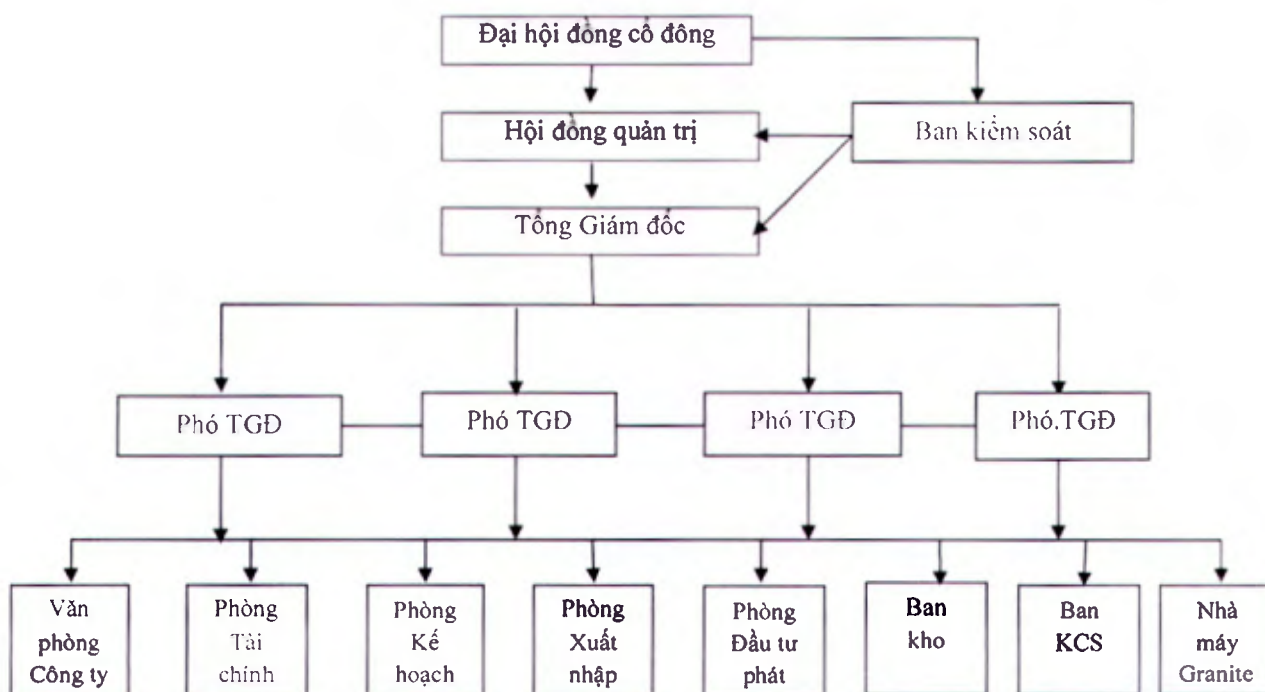 Đại hội đồng cổ đông
Hội đồng quản trị
Ban kiểm soát
Tổng Giám đốc
Phó TGĐ
Phó TGĐ
Phó TGĐ
Phó.TGĐ
Văn
phòng
Công ty
Phòng
Tài
chính
Phòng
Kế
hoạch
Phòng
Xuất
nhập
Phòng
Đầu tư
phát
Ban
kho
Ban
KCS
Nhà
máy
Granite